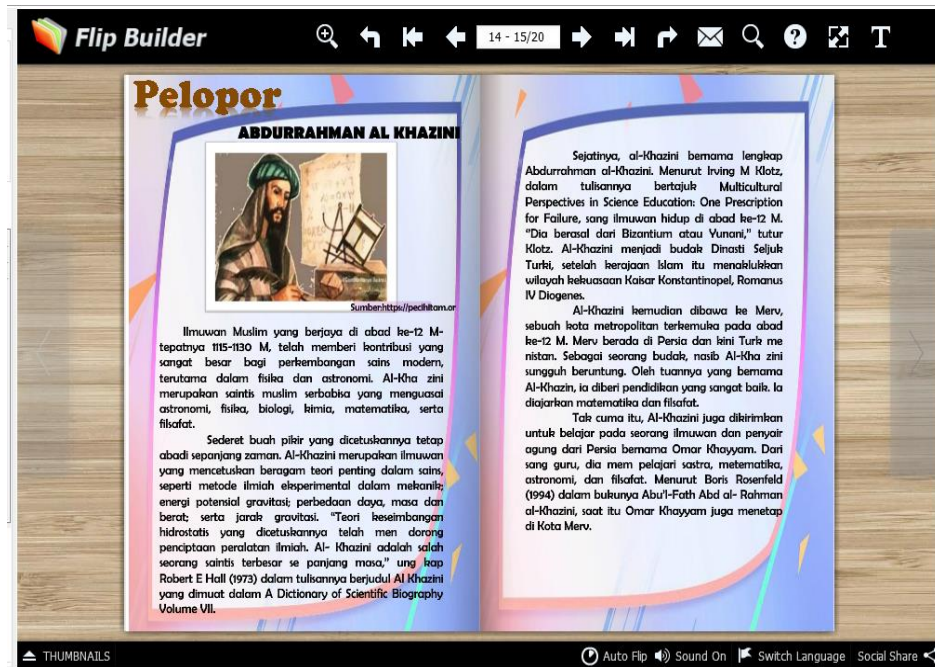 Flip Builder
14 - 15/20
T
Pelopor
ABDURRAHMAN AL KHAZINI
Sumber:https://pecihitam.or
Ilmuwan Muslim yang berjaya di abad ke-12 M-
tepatnya 1115-1130 M, telah memberi kontribusi yang
sangat besar bagi perkembangan sains modern,
terutama dalam fisika dan astronomi. Al-Kha zini
merupakan saintis muslim serbabisa yang menguasai
astronomi, fisika, biologi, kimia, matematika, serta
filsafat.
Sederet buah pikir yang dicetuskannya tetap
abadi sepanjang zaman. Al-Khazini merupakan ilmuwan
yang mencetuskan beragam teori penting dalam sains,
seperti metode ilmiah eksperimental dalam mekanik;
energi potensial gravitasi; perbedaan daya, masa dan
berat; serta jarak gravitasi. "Teori keseimbangan
hidrostatis yang dicetuskannya telah men dorong
penciptaan peralatan ilmiah. Al- Khazini adalah salah
seorang saintis terbesar se panjang masa," ung kap
Robert E Hall (1973) dalam tulisannya berjudul Al Khazini
yang dimuat dalam A Dictionary of Scientific Biography
Volume VII.
Sejatinya, al-Khazini bernama lengkap
Abdurrahman al-Khazini. Menurut Irving M Klotz,
dalam tulisannya bertajuk Multicultural
Perspectives in Science Education: One Prescription
for Failure, sang ilmuwan hidup di abad ke-12 M.
"Dia berasal dari Bizantium atau Yunani," tutur
Klotz. Al-Khazini menjadi budak Dinasti Seljuk
Turki, setelah kerajaan Islam itu menaklukkan
wilayah kekuasaan Kaisar Konstantinopel, Romanus
IV Diogenes.
Al-Khazini kemudian dibawa ke Merv,
sebuah kota metropolitan terkemuka pada abad
ke-12 M. Merv berada di Persia dan kini Turk me
nistan. Sebagai seorang budak, nasib Al-Kha zini
sungguh beruntung. Oleh tuannya yang bernama
Al-Khazin, ia diberi pendidikan yang sangat baik. Ia
diajarkan matematika dan filsafat.
Tak cuma itu, Al-Khazini juga dikirimkan
untuk belajar pada seorang ilmuwan dan penyair
agung dari Persia bernama Omar Khayyam. Dari
sang guru, dia mem pelajari sastra, metematika,
astronomi, dan filsafat. Menurut Boris Rosenfeld
(1994) dalam bukunya Abu'l-Fath Abd al- Rahman
al-Khazini, saat itu Omar Khayyam juga menetap
di Kota Merv.
THUMBNAILS
Auto Flip
Sound On
Switch Language
Social Share